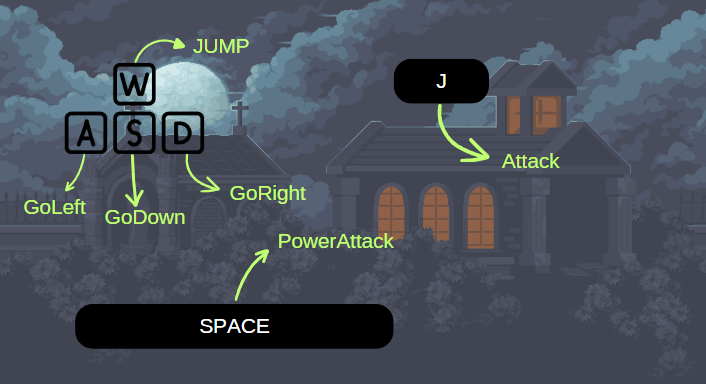 JUMP
W
J
A S D
Attack
GoLeft
GoDown
GoRight
PowerAttack
SPACE